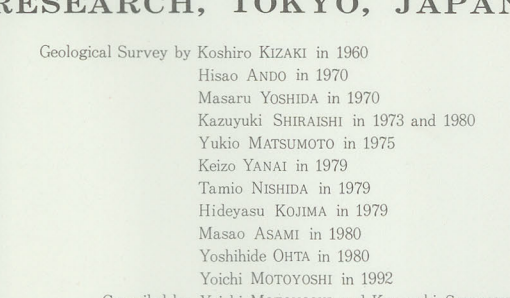 RESEARCH, TOKYO, JAPAN
Geological Survey by Koshiro KIZAKI in 1960
Hisao ANDO in 1970
Masaru YOSHIDA in 1970
Kazuyuki SHIRAISHI in 1973 and 1980
Yukio MATSUMOTO in 1975
Keizo YANAI in 1979
Tamio NISHIDA in 1979
Hideyasu KOJIMA in 1979
Masao ASAMI in 1980
Yoshihide OHTA in 1980
Yoichi MOTOYOSHI in 1992